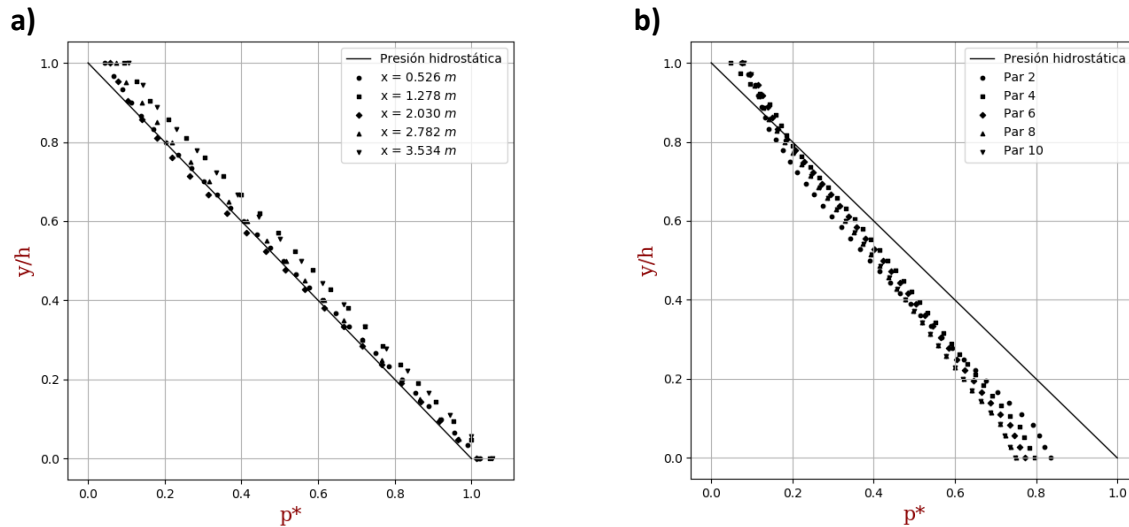 a)
1.0
0.8
0.6
0.4
0.2
0.0
y/h
Presión hidrostática
x = 0.526 m
x = 1.278 m
x = 2.030 m
x = 2.782 m
x = 3.534 m
0.0 0.2 0.4 0.6 0.8 1.0
p*
b)
1.0
0.8
0.6
0.4
0.2
0.0
y/h
Presión hidrostática
Par 2
Par 4
Par 6
Par 8
Par 10
0.0 0.2 0.4 0.6 0.8 1.0
p*